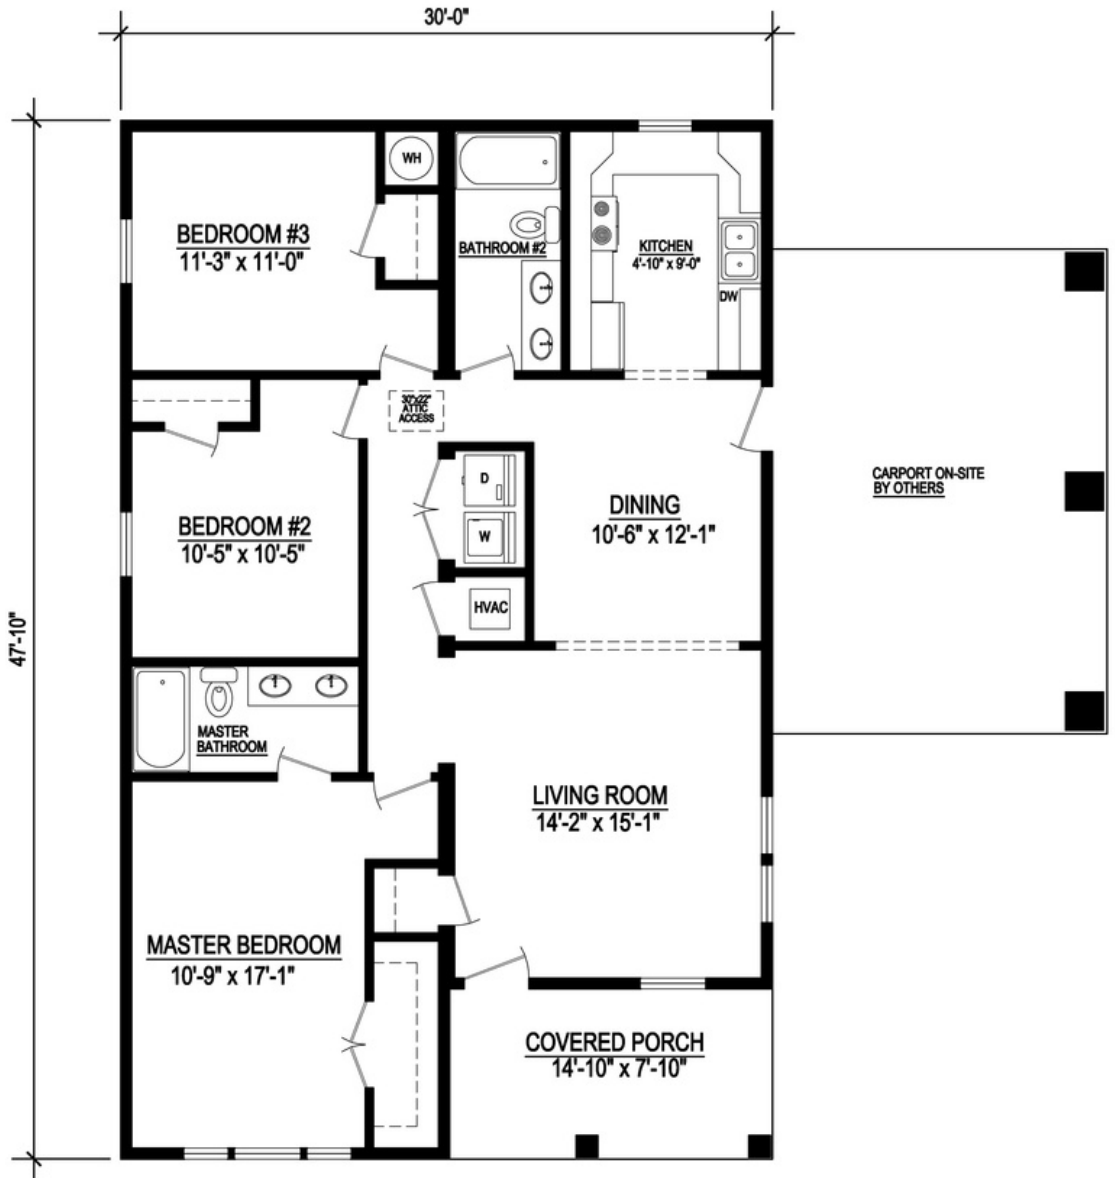 30'-0"
47'-10"
WH
BEDROOM #3
11'-3" x 11'-0"
BATHROOM #2
KITCHEN
4'-10" x 9'-0"
DW
30"x22"
ATTIC
ACCESS
CARPORT ON-SITE
BY OTHERS
D
W
DINING
10'-6" x 12'-1"
BEDROOM #2
10'-5" x 10'-5"
HVAC
MASTER
BATHROOM
LIVING ROOM
14'-2" x 15'-1"
MASTER BEDROOM
10'-9" x 17'-1"
COVERED PORCH
14'-10" x 7'-10"